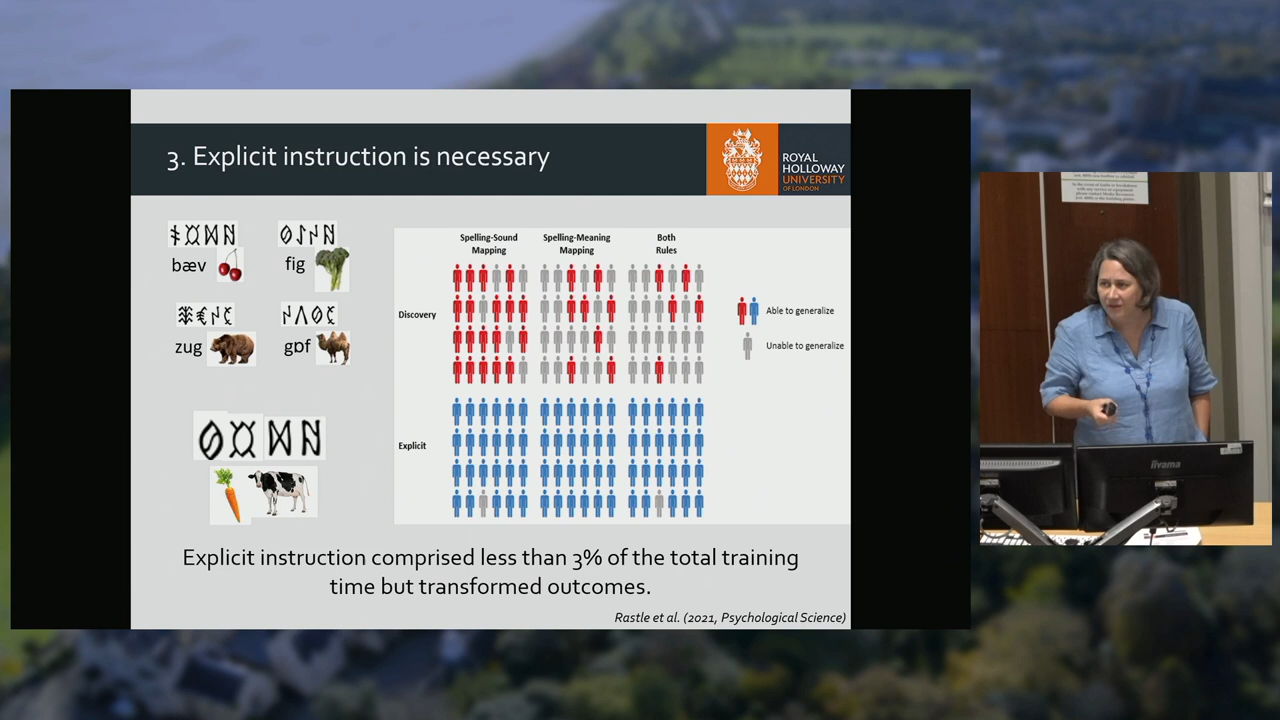 3. Explicit instruction is necessary
ROYAL
HOLLOWAY
UNIVERSITY
OF LONDON
bæv
fig
zug
gɒf
Spelling-Sound
Mapping
Spelling-Meaning
Mapping
Both
Rules
Discovery
Able to generalize
Unable to generalize
Explicit
Explicit instruction comprised less than 3% of the total training
time but transformed outcomes.
Rastle et al. (2021, Psychological Science)
iiyama